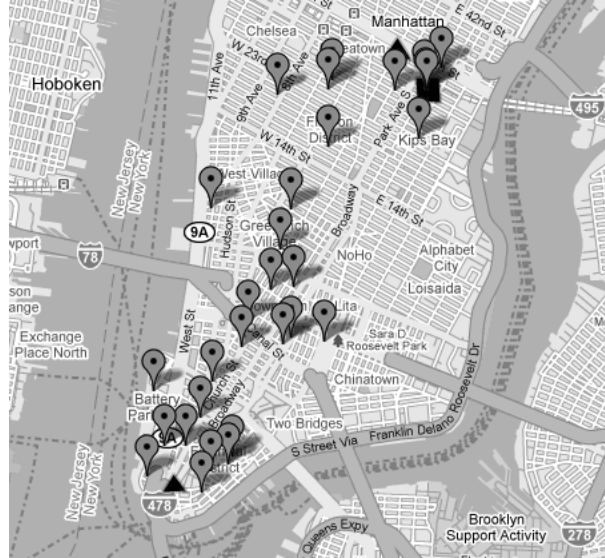 Manhattan
E 42nd St
Chelsea
W 23rd
8th Ave
11th Ave
9th Ave
Park Ave S
Hoboken
495
District
Kips Bay
W 14th St
New Jersey
New York
West Village
E 14th St
Hudson St
Broadway
Greenwich
Village
9A
NoHo
Alphabet
City
Loisaida
78
Lita
West St
Canal St
Sara D
Roosevelt Park
Exchange
Place North
Church St
Chinatown
Broadway
Battery
Two Bridges
9A
S Street Via
Franklin Delano Roosevelt Dr
District
New Jersey
New York
478
Queens Expy
Brooklyn
Support Activity
278